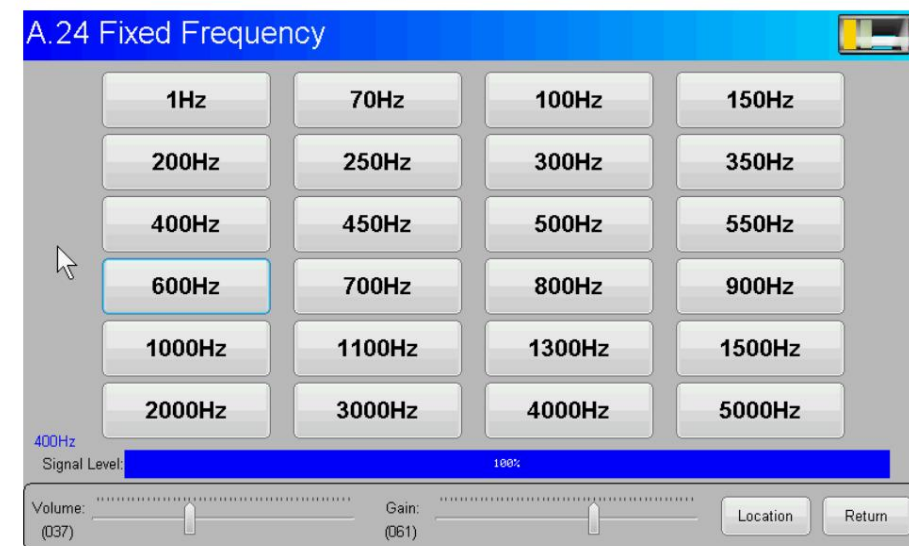 A.24 Fixed Frequency
1Hz 70Hz 100Hz 150Hz
200Hz 250Hz 300Hz 350Hz
400Hz 450Hz 500Hz 550Hz
600Hz 700Hz 800Hz 900Hz
1000Hz 1100Hz 1300Hz 1500Hz
2000Hz 3000Hz 4000Hz 5000Hz
400Hz
Signal Level: 100%
Volume: Gain: Location Return
(037) (061)